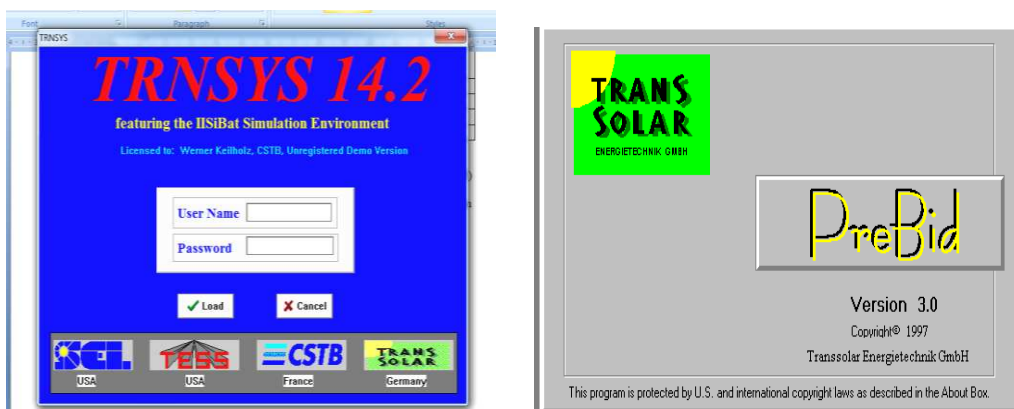 Font
Paragraph
Styles
TRNSYS
TRNSYS 14.2
featuring the IISiBat Simulation Environment
Licensed to: Werner Keilholz, CSTB, Unregistered Demo Version
User Name
Password
Load
Cancel
SEL
TESS
CSTB
TRANS
SOLAR
USA
USA
France
Germany
TRANS
SOLAR
ENERGIETECHNIK GMBH
PreBid
Version 3.0
Copyright© 1997
Transsolar Energietechnik GmbH
This program is protected by U.S. and international copyright laws as described in the About Box.